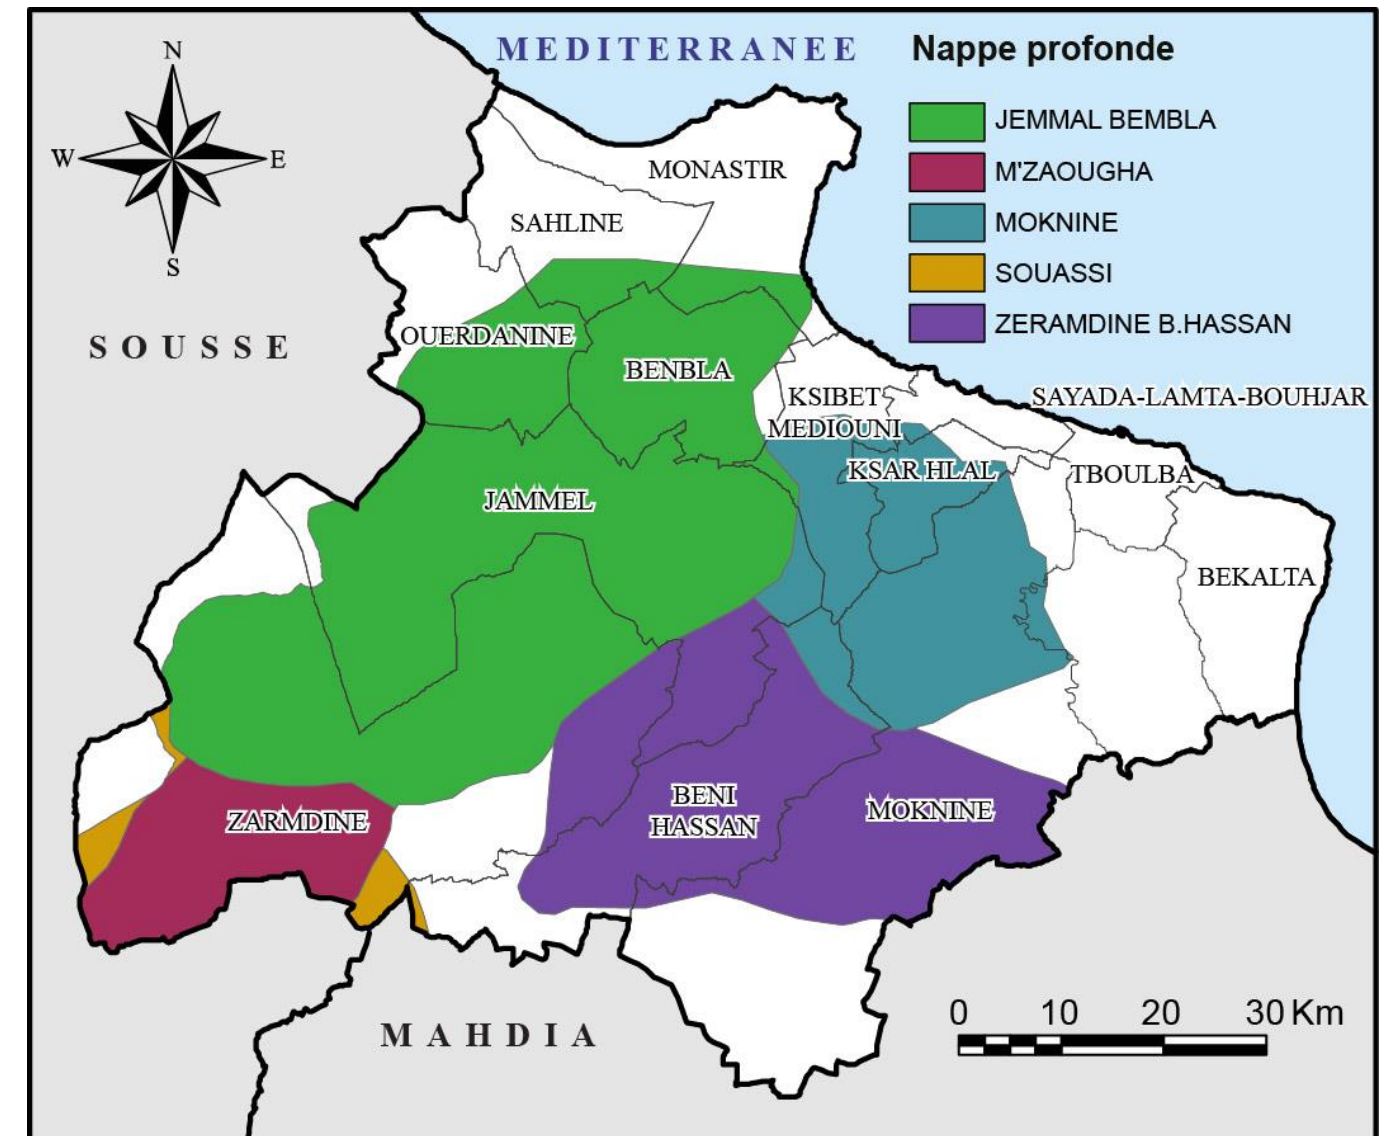 MEDITERRANEE
Nappe profonde
JEMMAL BEMBLA
M'ZAOUGHA
MOKNINE
SOUASSI
ZERAMDINE B.HASSAN
N
W
E
S
SOUSSE
MONASTIR
SAHLINE
OUERDANINE
BENBLA
KSIBET
MEDIOUNI
SAYADA-LAMTA-BOUHJAR
KSAR HLAL
TBOULBA
JAMMEL
BEKALTA
ZARMDINE
BENI
HASSAN
MOKNINE
MAHDIA
0 10 20 30 Km